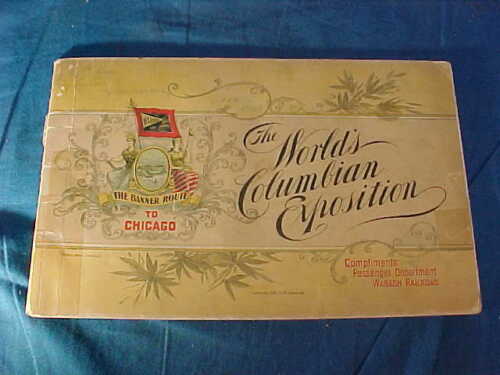 The World's
Columbian
Exposition
THE BANNER ROUTE
TO
CHICAGO
Compliments
Passenger Department
WABASH RAILROAD